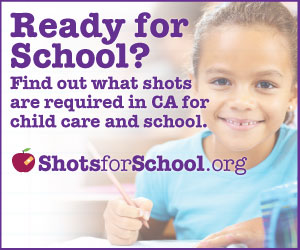 Ready for
School?
Find out what shots
are required in CA for
child care and school.
ShotsforSchool.org